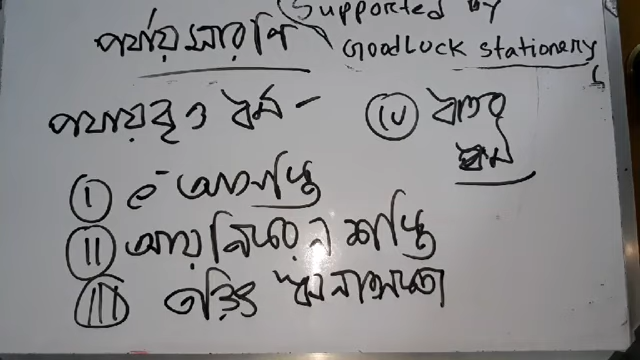 (Supported by
Goodluck stationery
পর্যায় সারণি
পর্যায়বৃত্ত ধর্ম -
I e⁻ আসক্তি
II আয়নিকরণ শক্তি
III তড়িৎ ঋনাত্মকতা
IV ধাতব
ধর্ম